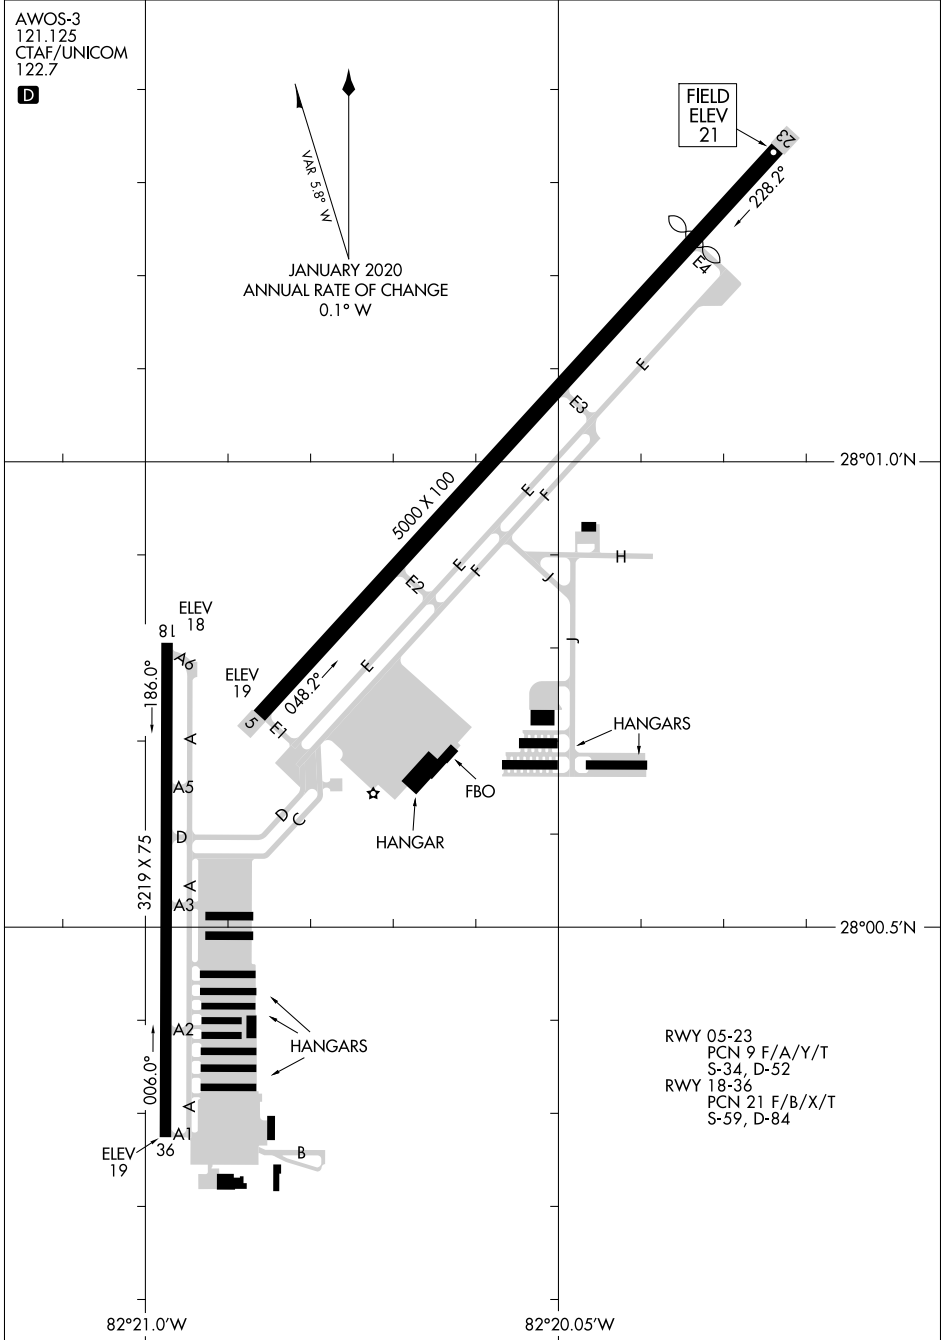 AWOS-3
121.125
CTAF/UNICOM
122.7
D
FIELD
ELEV
21
23
228.2°
VAR 5.8° W
JANUARY 2020
ANNUAL RATE OF CHANGE
0.1° W
E4
E
E3
28°01.0'N
5000 X 100
E
F
H
J
E
F
E2
ELEV
18
18
J
A6
E
ELEV
19
048.2°
186.0°
5
E1
HANGARS
A
A5
FBO
D
C
HANGAR
D
3219 X 75
A
A3
28°00.5'N
A2
HANGARS
006.0°
RWY 05-23
PCN 9 F/A/Y/T
S-34, D-52
RWY 18-36
PCN 21 F/B/X/T
S-59, D-84
A
A1
36
ELEV
19
B
82°21.0'W
82°20.05'W